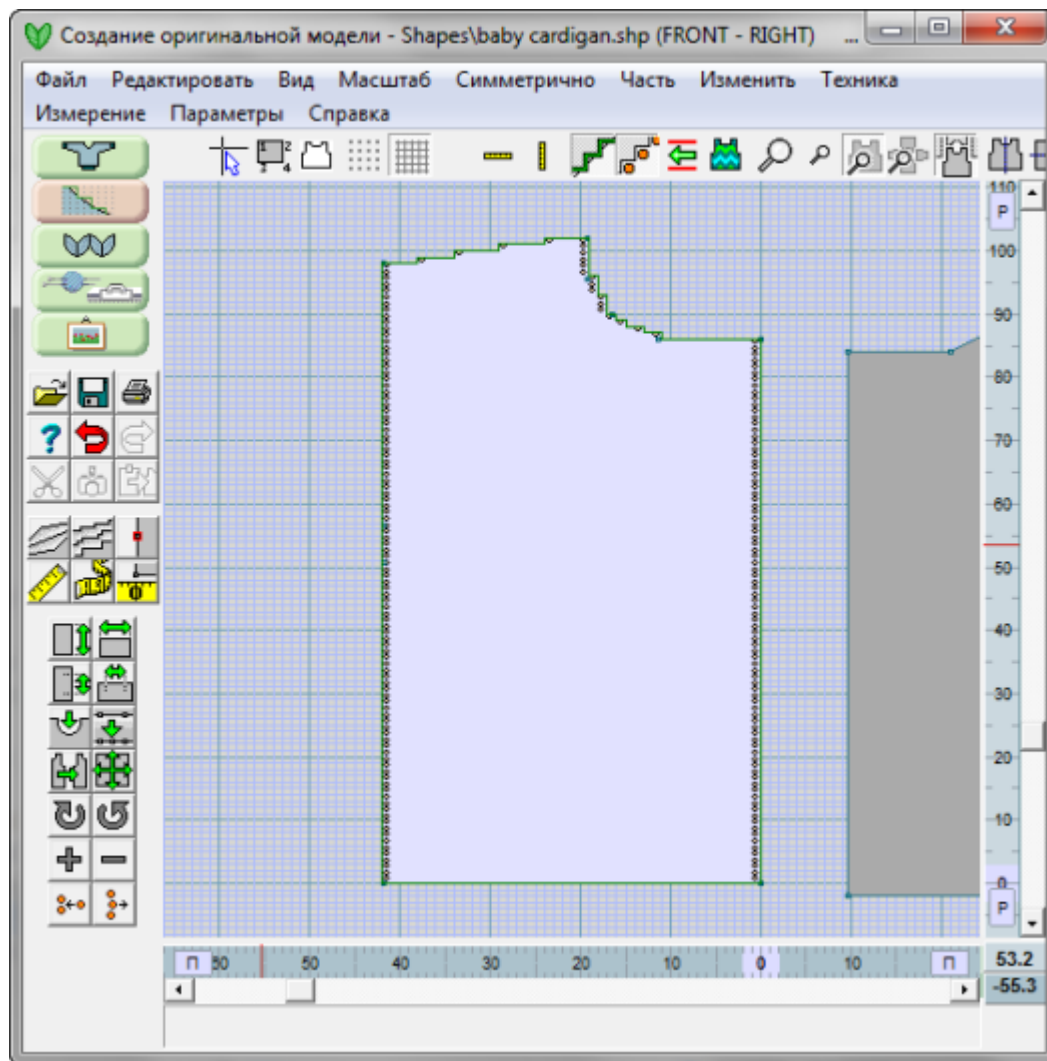 Создание оригинальной модели - Shapes\baby cardigan.shp (FRONT - RIGHT) ...
Файл Редактировать Вид Масштаб Симметрично Часть Изменить Техника
Измерение Параметры Справка
110
P
100
90
80
70
60
50
40
30
20
10
0
P
П 50 40 30 20 10 0 10 П
53.2
-55.3